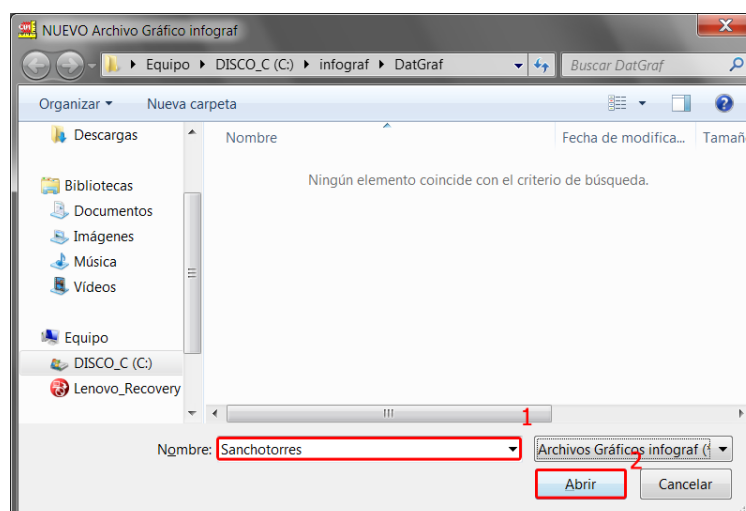 NUEVO Archivo Gráfico infograf
Equipo DISCO_C (C:) infograf DatGraf Buscar DatGraf
Organizar Nueva carpeta
Descargas
Bibliotecas
Documentos
Imágenes
Música
Vídeos
Equipo
DISCO_C (C:)
Lenovo_Recovery
Nombre Fecha de modifica... Tamañ
Ningún elemento coincide con el criterio de búsqueda.
1
Nombre: Sanchotorres Archivos Gráficos infograf (*
2
Abrir Cancelar